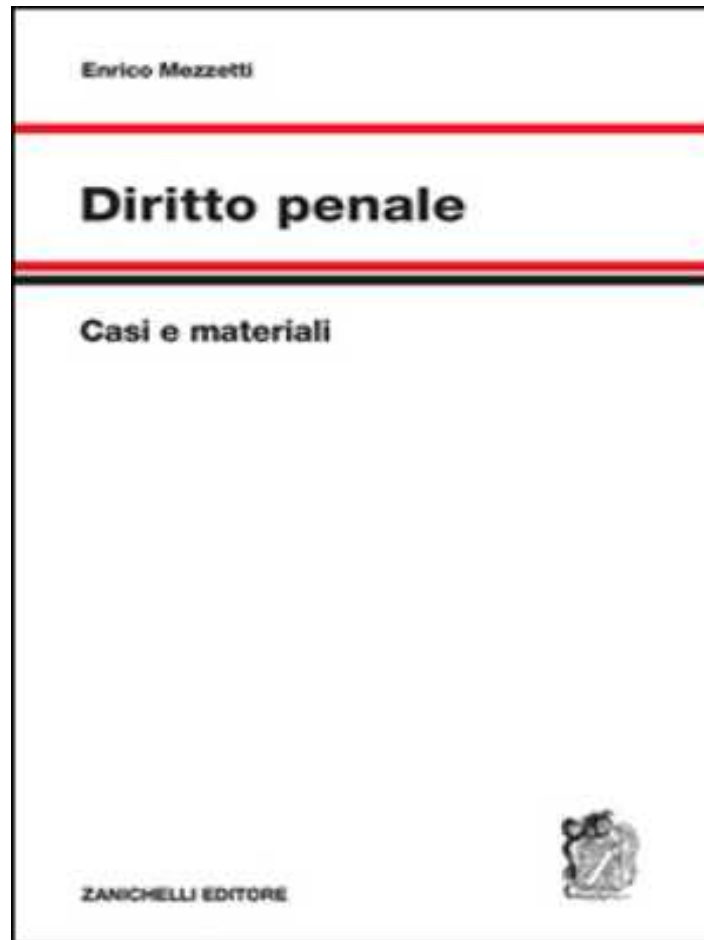 Enrico Mezzetti
Diritto penale
Casi e materiali
ZANICHELLI EDITORE